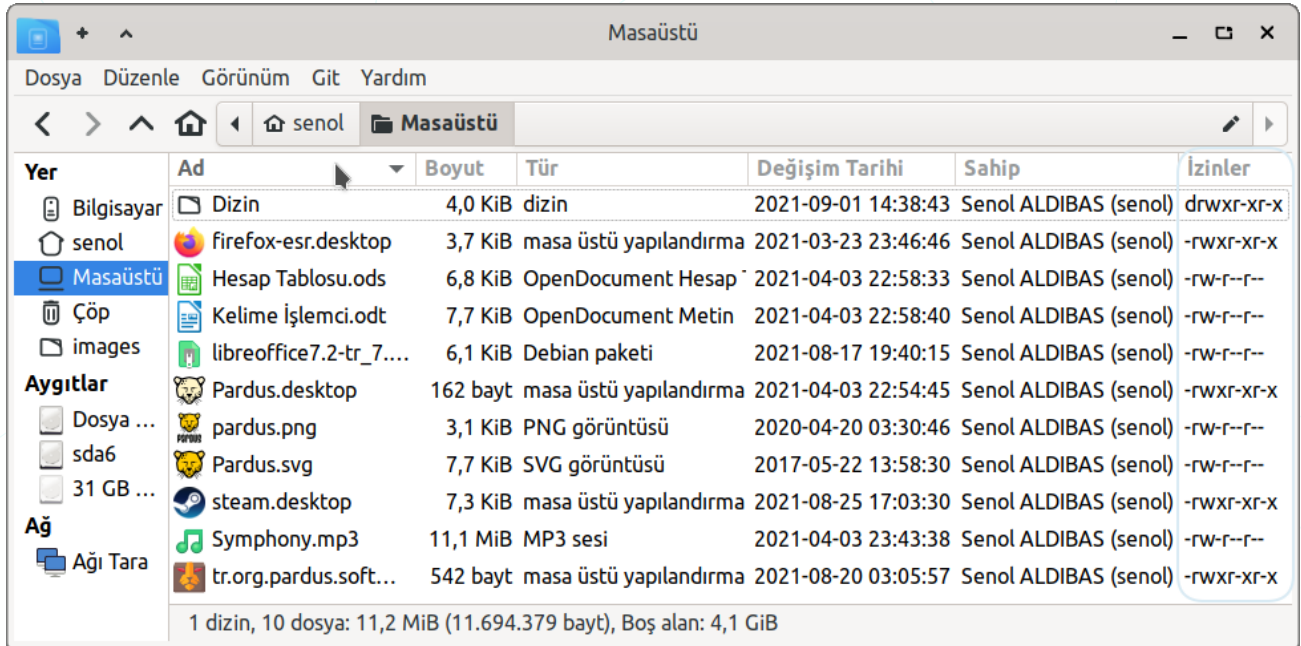 Masaüstü
Dosya Düzenle Görünüm Git Yardım
senol Masaüstü
Yer
Bilgisayar
senol
Masaüstü
Çöp
images
Aygıtlar
Dosya ...
sda6
31 GB ...
Ağ
Ağı Tara
Ad Boyut Tür Değişim Tarihi Sahip İzinler
Dizin 4,0 KiB dizin 2021-09-01 14:38:43 Senol ALDIBAS (senol) drwxr-xr-x
firefox-esr.desktop 3,7 KiB masa üstü yapılandırma 2021-03-23 23:46:46 Senol ALDIBAS (senol) -rwxr-xr-x
Hesap Tablosu.ods 6,8 KiB OpenDocument Hesap 2021-04-03 22:58:33 Senol ALDIBAS (senol) -rw-r--r--
Kelime İşlemci.odt 7,7 KiB OpenDocument Metin 2021-04-03 22:58:40 Senol ALDIBAS (senol) -rw-r--r--
libreoffice7.2-tr_7.... 6,1 KiB Debian paketi 2021-08-17 19:40:15 Senol ALDIBAS (senol) -rw-r--r--
Pardus.desktop 162 bayt masa üstü yapılandırma 2021-04-03 22:54:45 Senol ALDIBAS (senol) -rwxr-xr-x
pardus.png 3,1 KiB PNG görüntüsü 2020-04-20 03:30:46 Senol ALDIBAS (senol) -rw-r--r--
Pardus.svg 7,7 KiB SVG görüntüsü 2017-05-22 13:58:30 Senol ALDIBAS (senol) -rw-r--r--
steam.desktop 7,3 KiB masa üstü yapılandırma 2021-08-25 17:03:30 Senol ALDIBAS (senol) -rwxr-xr-x
Symphony.mp3 11,1 MiB MP3 sesi 2021-04-03 23:43:38 Senol ALDIBAS (senol) -rw-r--r--
tr.org.pardus.soft... 542 bayt masa üstü yapılandırma 2021-08-20 03:05:57 Senol ALDIBAS (senol) -rwxr-xr-x
1 dizin, 10 dosya: 11,2 MiB (11.694.379 bayt), Boş alan: 4,1 GiB